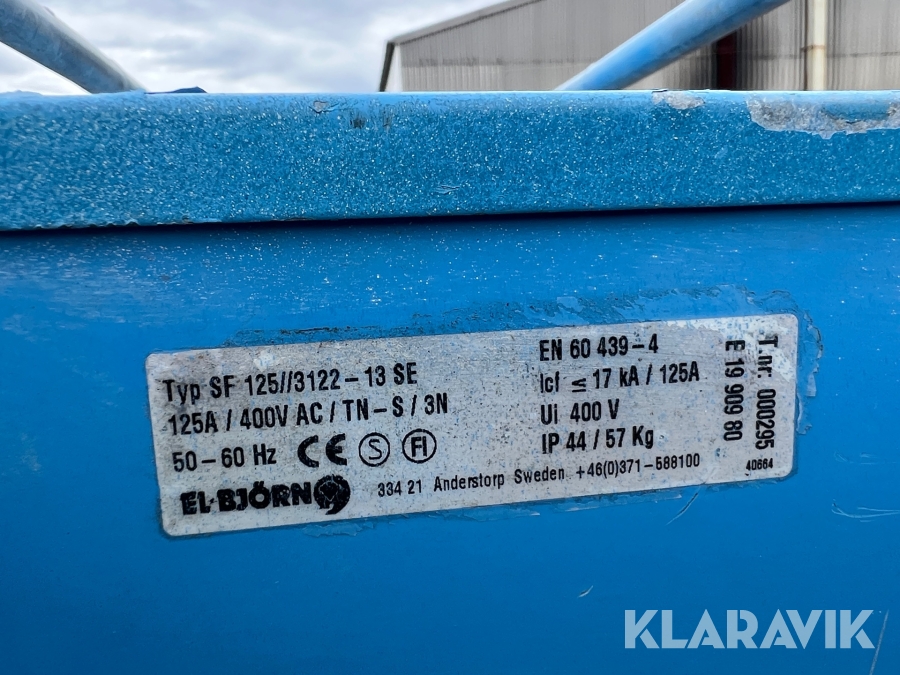 Typ SF 125//3122-13 SE
125A / 400V AC / TN-S / 3N
50-60 Hz CE S FI
EL-BJÖRN
334 21 Anderstorp Sweden +46(0)371-588100
EN 60 439-4
Icf ≤ 17 kA / 125A
Ui 400 V
IP 44 / 57 Kg
E 19 909 80
T.nr. 000295
40664
KLARAVIK